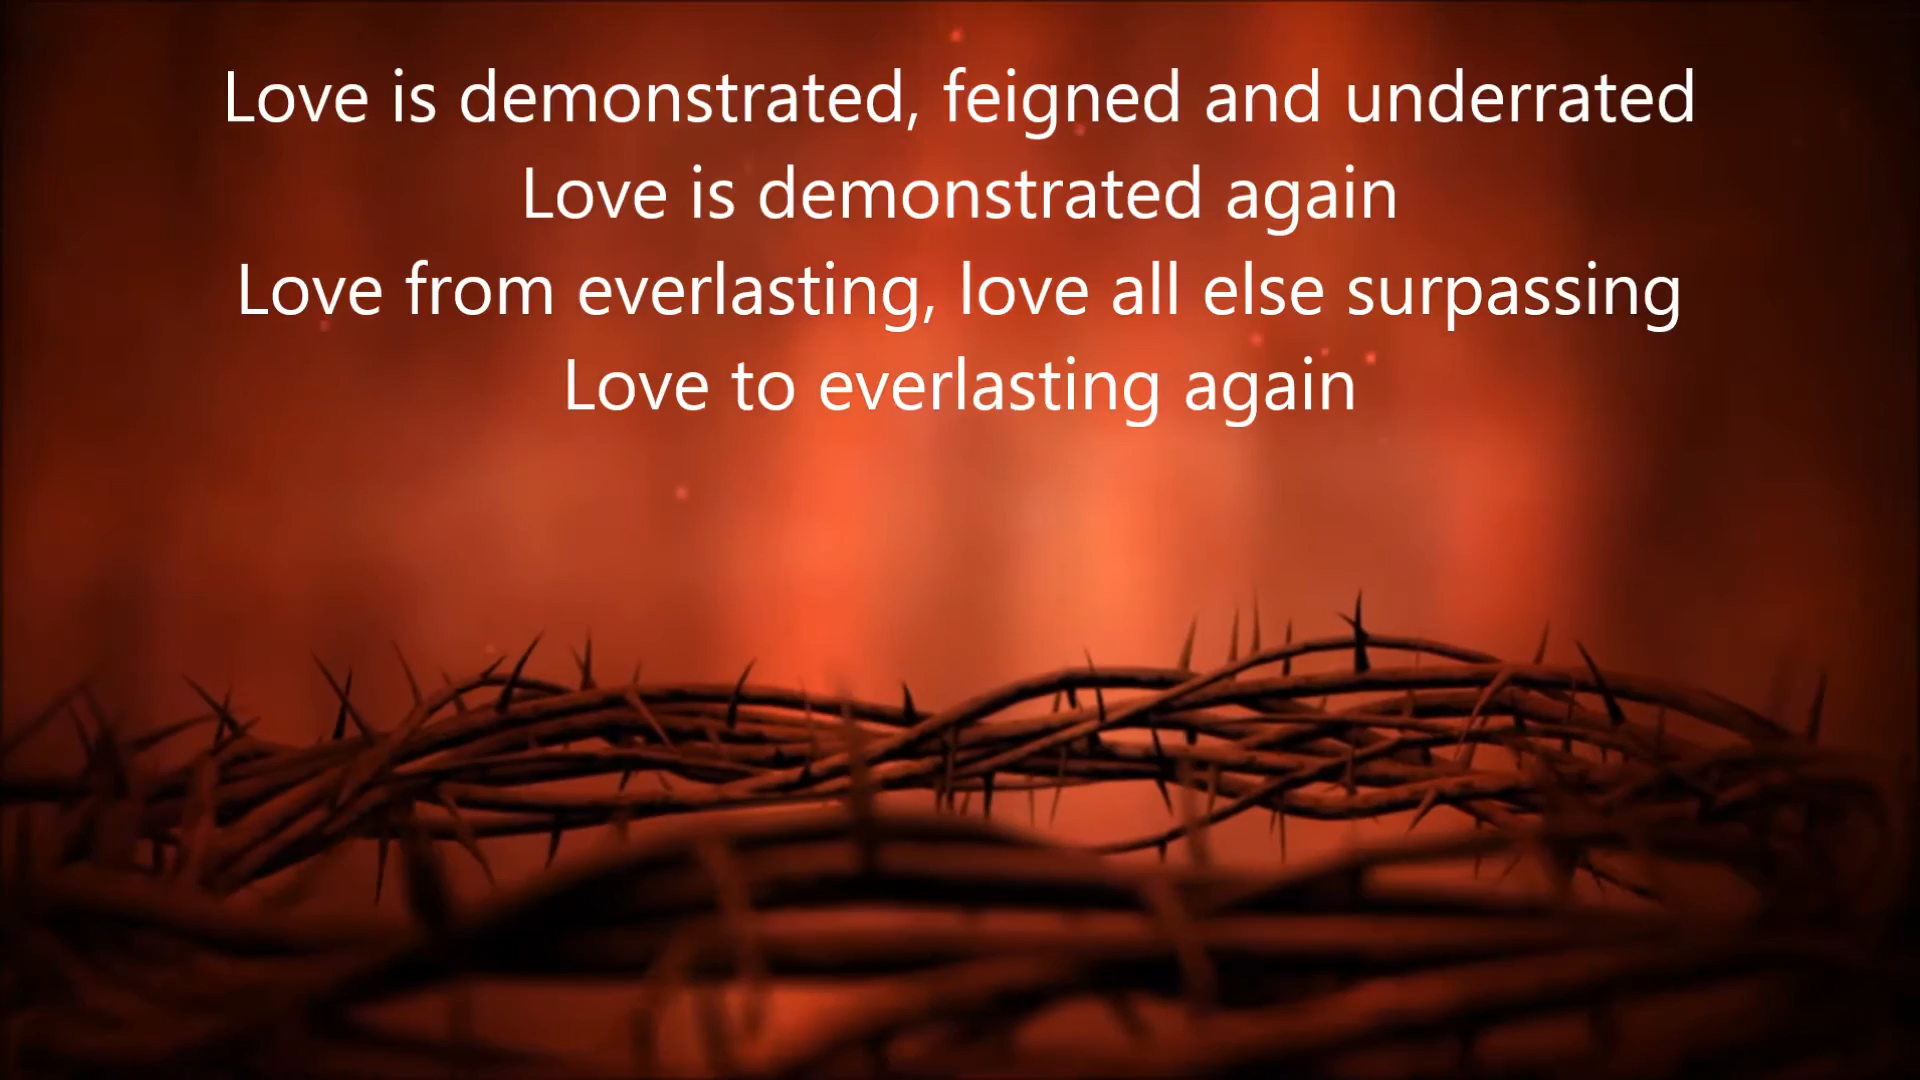 Love is demonstrated, feigned and underrated
Love is demonstrated again
Love from everlasting, love all else surpassing
Love to everlasting again